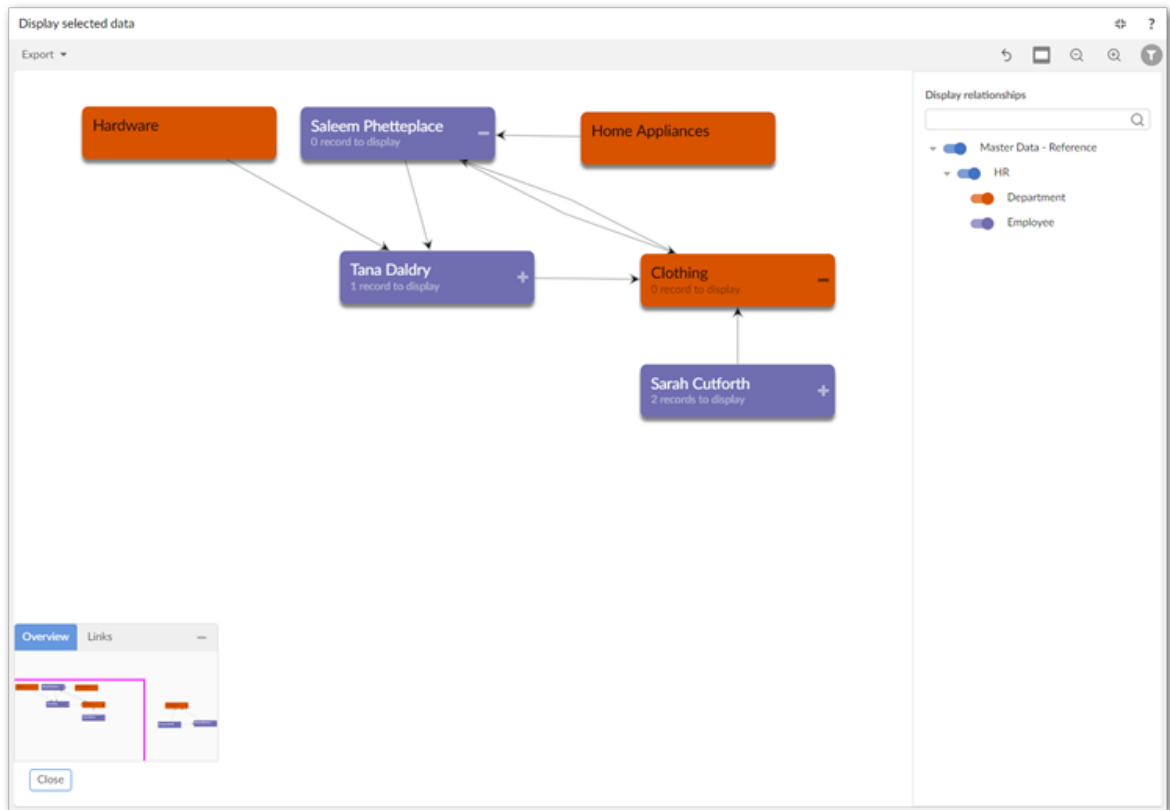 Display selected data
?
Export
Display relationships
Master Data - Reference
HR
Department
Employee
Hardware
Saleem Phetteplace
0 record to display
Home Appliances
Tana Daldry
1 record to display
Clothing
0 record to display
Sarah Cutforth
2 records to display
Overview Links
Close